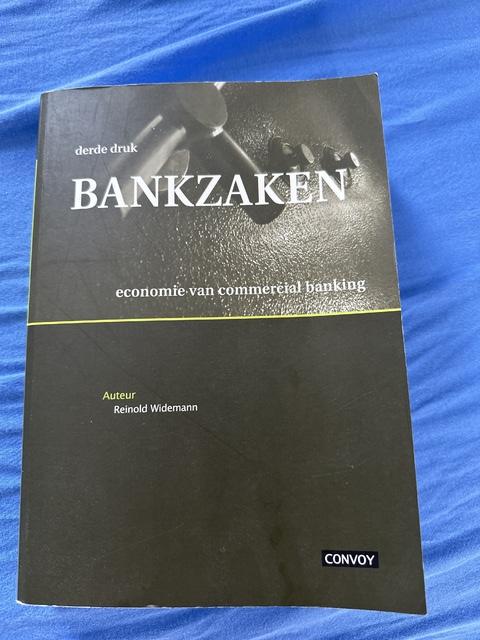 derde druk
BANKZAKEN
economie van commercial banking
Auteur
Reinold Widemann
CONVOY